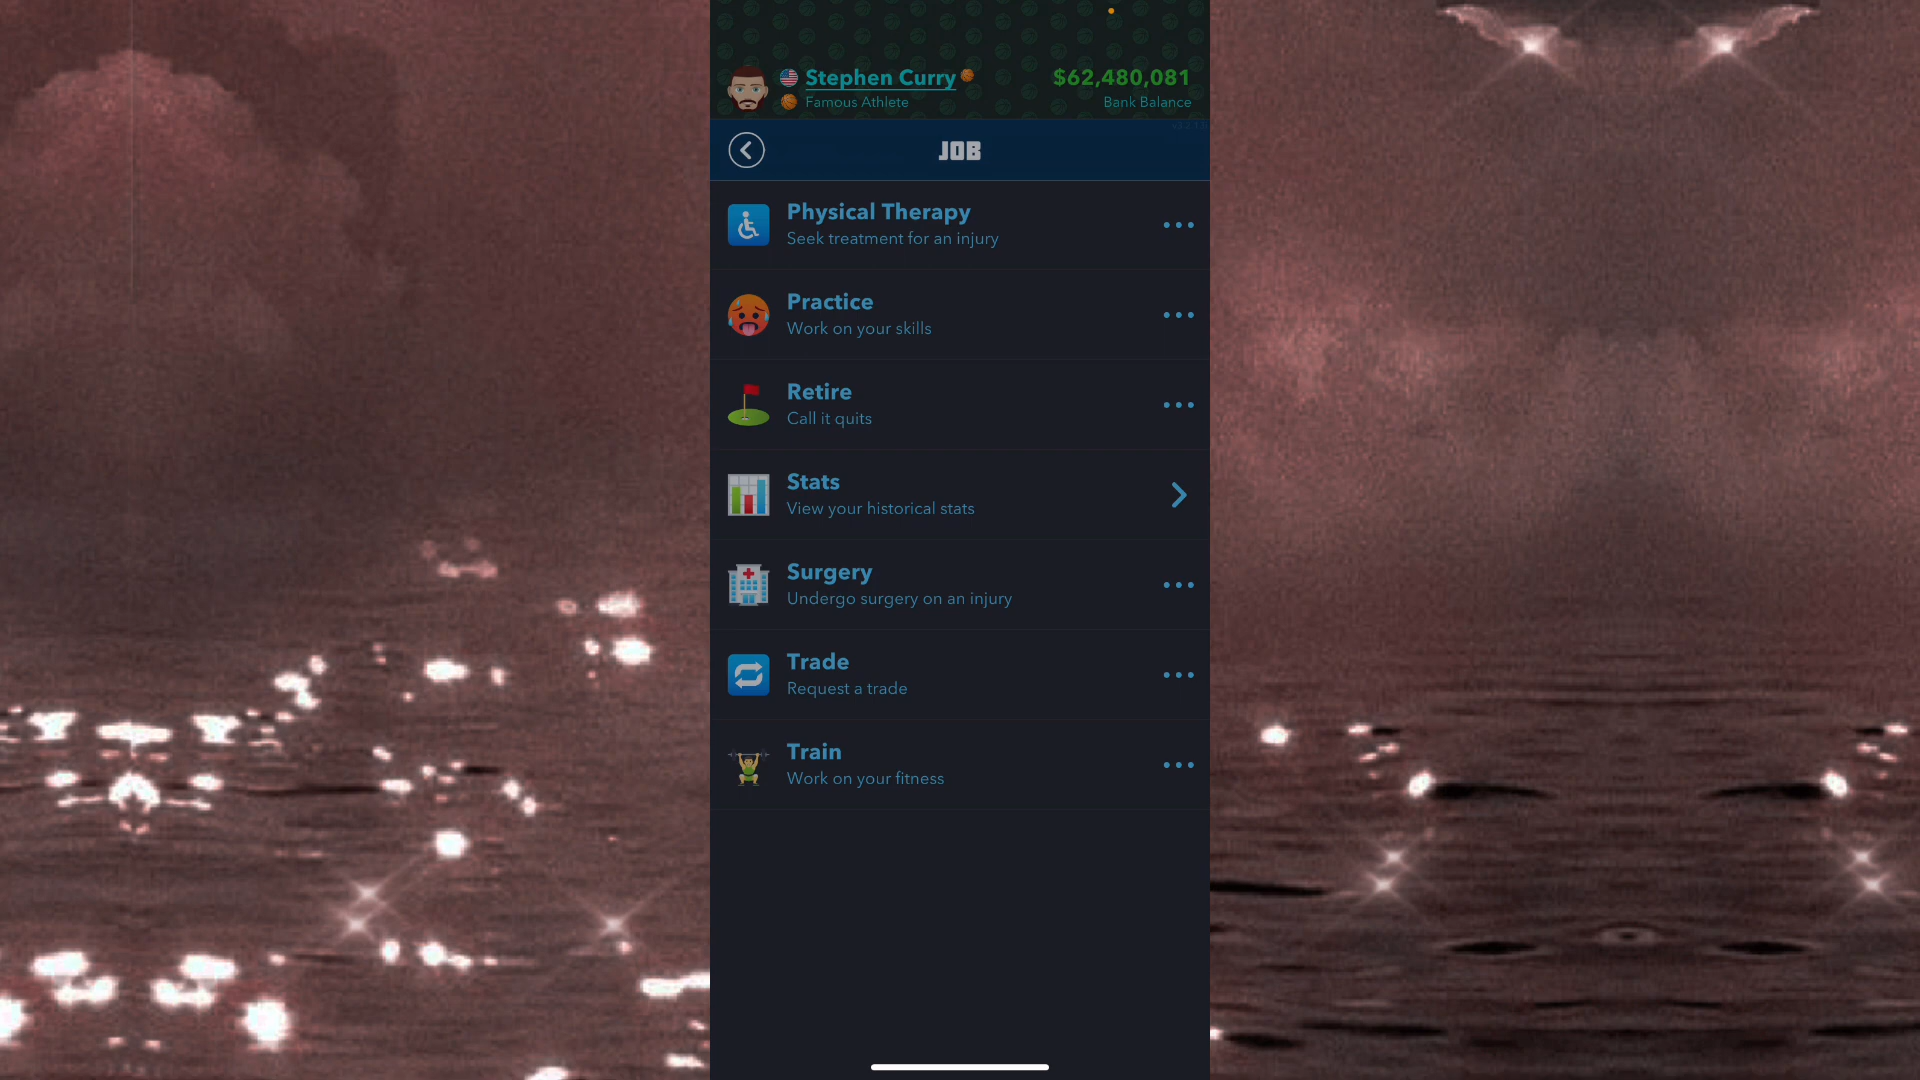 Stephen Curry
Famous Athlete
$62,480,081
Bank Balance
JOB
Physical Therapy
Seek treatment for an injury
Practice
Work on your skills
Retire
Call it quits
Stats
View your historical stats
Surgery
Undergo surgery on an injury
Trade
Request a trade
Train
Work on your fitness